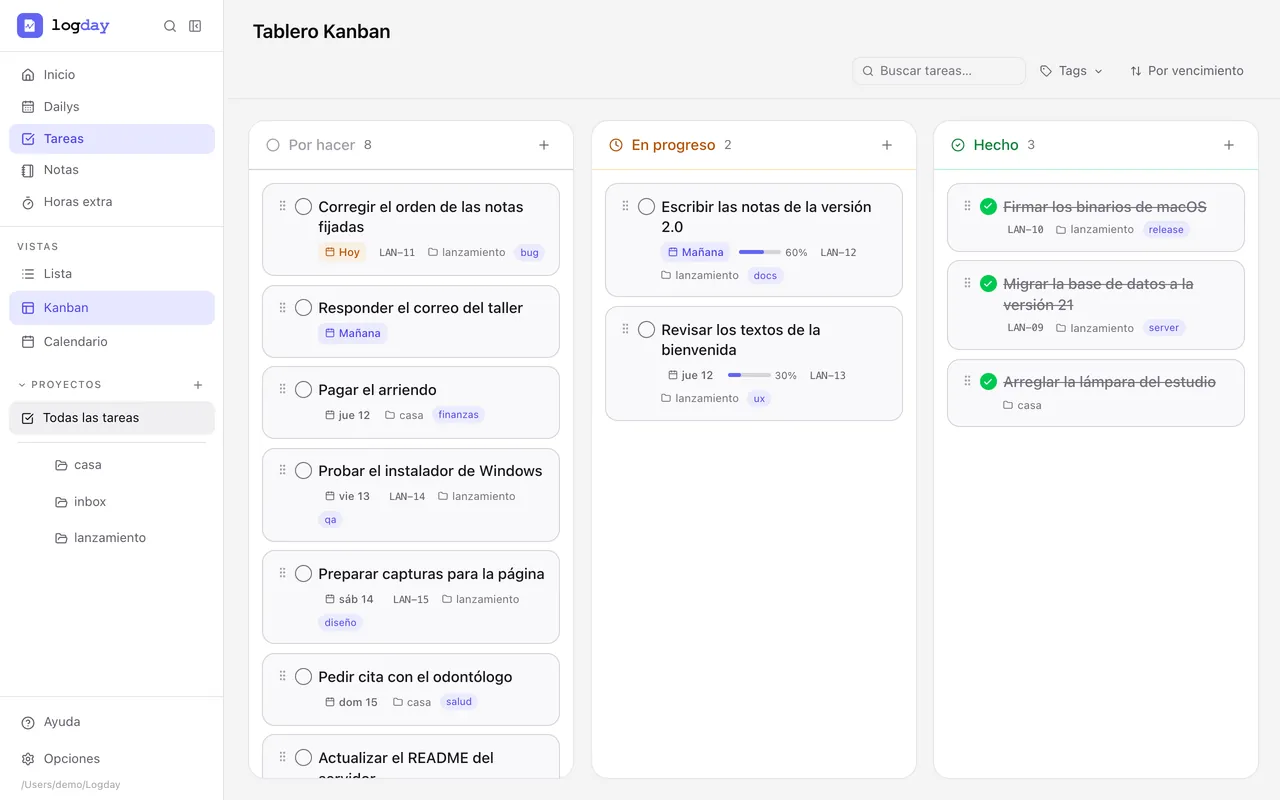 logday
Inicio
Dailys
Tareas
Notas
Horas extra
VISTAS
Lista
Kanban
Calendario
PROYECTOS
Todas las tareas
casa
inbox
lanzamiento
Ayuda
Opciones
/Users/demo/Logday
Tablero Kanban
Buscar tareas...
Tags
Por vencimiento
Por hacer 8
Corregir el orden de las notas
fijadas
Hoy LAN-11 lanzamiento bug
Responder el correo del taller
Mañana
Pagar el arriendo
jue 12 casa finanzas
Probar el instalador de Windows
vie 13 LAN-14 lanzamiento
qa
Preparar capturas para la página
sáb 14 LAN-15 lanzamiento
diseño
Pedir cita con el odontólogo
dom 15 casa salud
Actualizar el README del
servidor
En progreso 2
Escribir las notas de la versión
2.0
Mañana 60% LAN-12
lanzamiento docs
Revisar los textos de la
bienvenida
jue 12 30% LAN-13
lanzamiento ux
Hecho 3
Firmar los binarios de macOS
LAN-10 lanzamiento release
Migrar la base de datos a la
versión 21
LAN-09 lanzamiento server
Arreglar la lámpara del estudio
casa